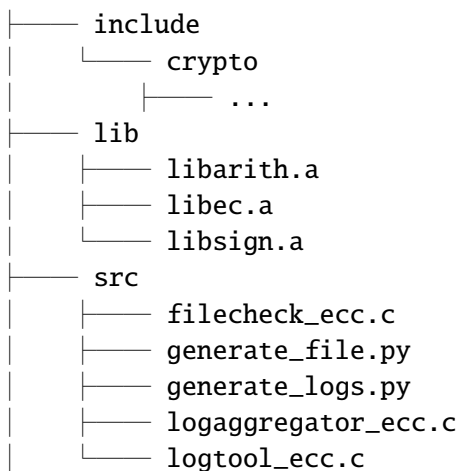 include
crypto
...
lib
libarith.a
libec.a
libsign.a
src
filecheck_ecc.c
generate_file.py
generate_logs.py
logaggregator_ecc.c
logtool_ecc.c